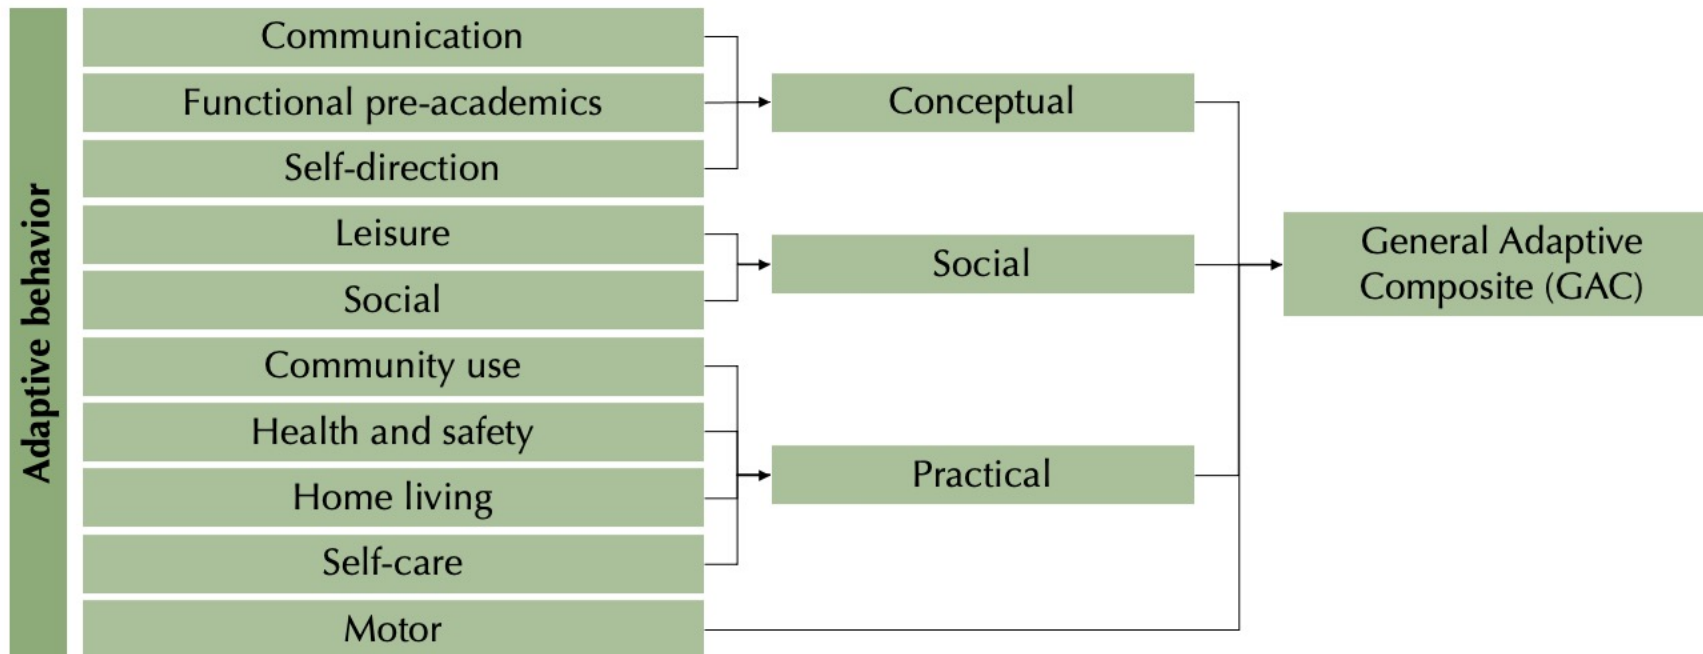 Adaptive behavior
Communication
Functional pre-academics
Self-direction
Leisure
Social
Community use
Health and safety
Home living
Self-care
Motor
Conceptual
Social
Practical
General Adaptive
Composite (GAC)